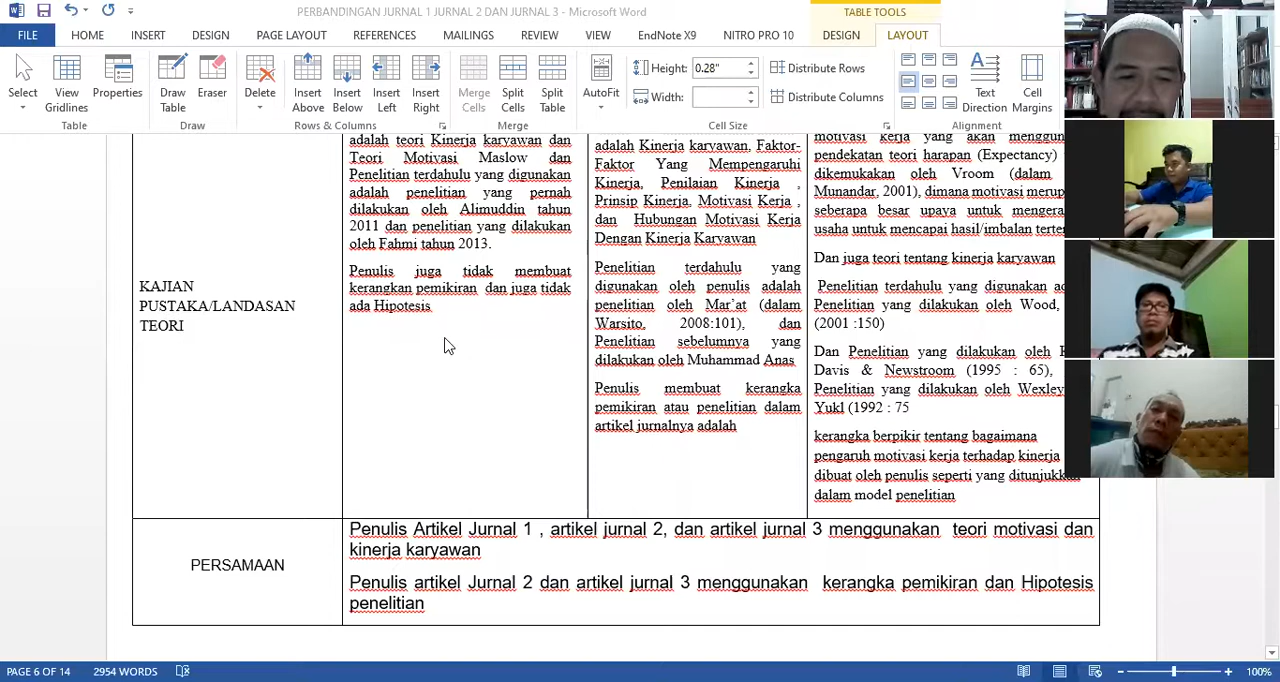 PERBANDINGAN JURNAL 1 JURNAL 2 DAN JURNAL 3 - Microsoft Word
TABLE TOOLS
FILE
HOME
INSERT
DESIGN
PAGE LAYOUT
REFERENCES
MAILINGS
REVIEW
VIEW
EndNote X9
NITRO PRO 10
DESIGN
LAYOUT
Select
View Gridlines
Properties
Draw Table
Eraser
Delete
Insert Above
Insert Below
Insert Left
Insert Right
Merge Cells
Split Cells
Split Table
AutoFit
Height: 0.28"
Width:
Distribute Rows
Distribute Columns
Text Direction
Cell Margins
Table
Draw
Rows & Columns
Merge
Cell Size
Alignment
KAJIAN
PUSTAKA/LANDASAN
TEORI
adalah teori Kinerja karyawan dan
Teori Motivasi Maslow dan
Penelitian terdahulu yang digunakan
adalah penelitian yang pernah
dilakukan oleh Alimuddin tahun
2011 dan penelitian yang dilakukan
oleh Fahmi tahun 2013.
Penulis juga tidak membuat
kerangkan pemikiran dan juga tidak
ada Hipotesis
adalah Kinerja karyawan. Faktor-
Faktor Yang Mempengaruhi
Kinerja, Penilaian Kinerja ,
Prinsip Kinerja. Motivasi Kerja ,
dan Hubungan Motivasi Kerja
Dengan Kinerja Karyawan
Penelitian terdahulu yang
digunakan oleh penulis adalah
penelitian oleh Mar’at (dalam
Warsito, 2008:101), dan
Penelitian sebelumnya yang
dilakukan oleh Muhammad Anas
Penulis membuat kerangka
pemikiran atau penelitian dalam
artikel jurnalnya adalah
motivasi kerja yang akan menggun
pendekatan teori harapan (Expectancy)
dikemukakan oleh Vroom (dalam
Munandar, 2001), dimana motivasi merup
seberapa besar upaya untuk mengera
usaha untuk mencapai hasil/imbalan terten
Dan juga teori tentang kinerja karyawan
Penelitian terdahulu yang digunakan ad
Penelitian yang dilakukan oleh Wood,
(2001 :150)
Dan Penelitian yang dilakukan oleh
Davis & Newstroom (1995 : 65),
Penelitian yang dilakukan oleh Wexley
Yukl (1992 : 75
kerangka berpikir tentang bagaimana
pengaruh motivasi kerja terhadap kinerja
dibuat oleh penulis seperti yang ditunjukkan
dalam model penelitian
PERSAMAAN
Penulis Artikel Jurnal 1 , artikel jurnal 2, dan artikel jurnal 3 menggunakan teori motivasi dan
kinerja karyawan
Penulis artikel Jurnal 2 dan artikel jurnal 3 menggunakan kerangka pemikiran dan Hipotesis
penelitian
PAGE 6 OF 14
2954 WORDS
100%